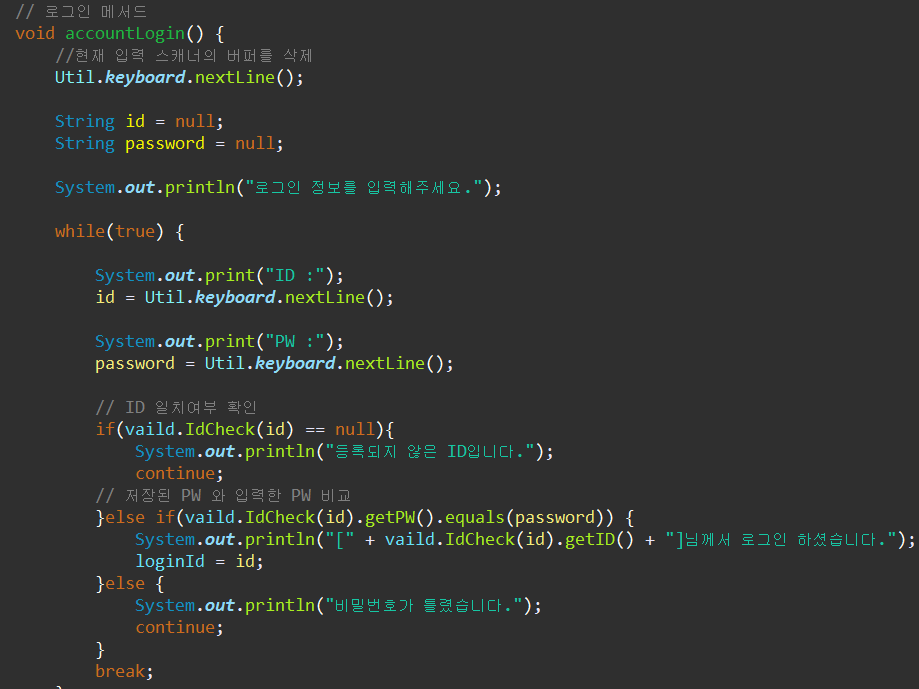 // 로그인 메서드
void accountLogin() {
//현재 입력 스캐너의 버퍼를 삭제
Util.keyboard.nextLine();
String id = null;
String password = null;
System.out.println("로그인 정보를 입력해주세요.");
while(true) {
System.out.print("ID :");
id = Util.keyboard.nextLine();
System.out.print("PW :");
password = Util.keyboard.nextLine();
// ID 일치여부 확인
if(vaild.IdCheck(id) == null){
System.out.println("등록되지 않은 ID입니다.");
continue;
// 저장된 PW 와 입력한 PW 비교
}else if(vaild.IdCheck(id).getPW().equals(password)) {
System.out.println("[" + vaild.IdCheck(id).getID() + "]님께서 로그인 하셧습니다.");
loginId = id;
}else {
System.out.println("비밀번호가 틀렸습니다.");
continue;
}
break;